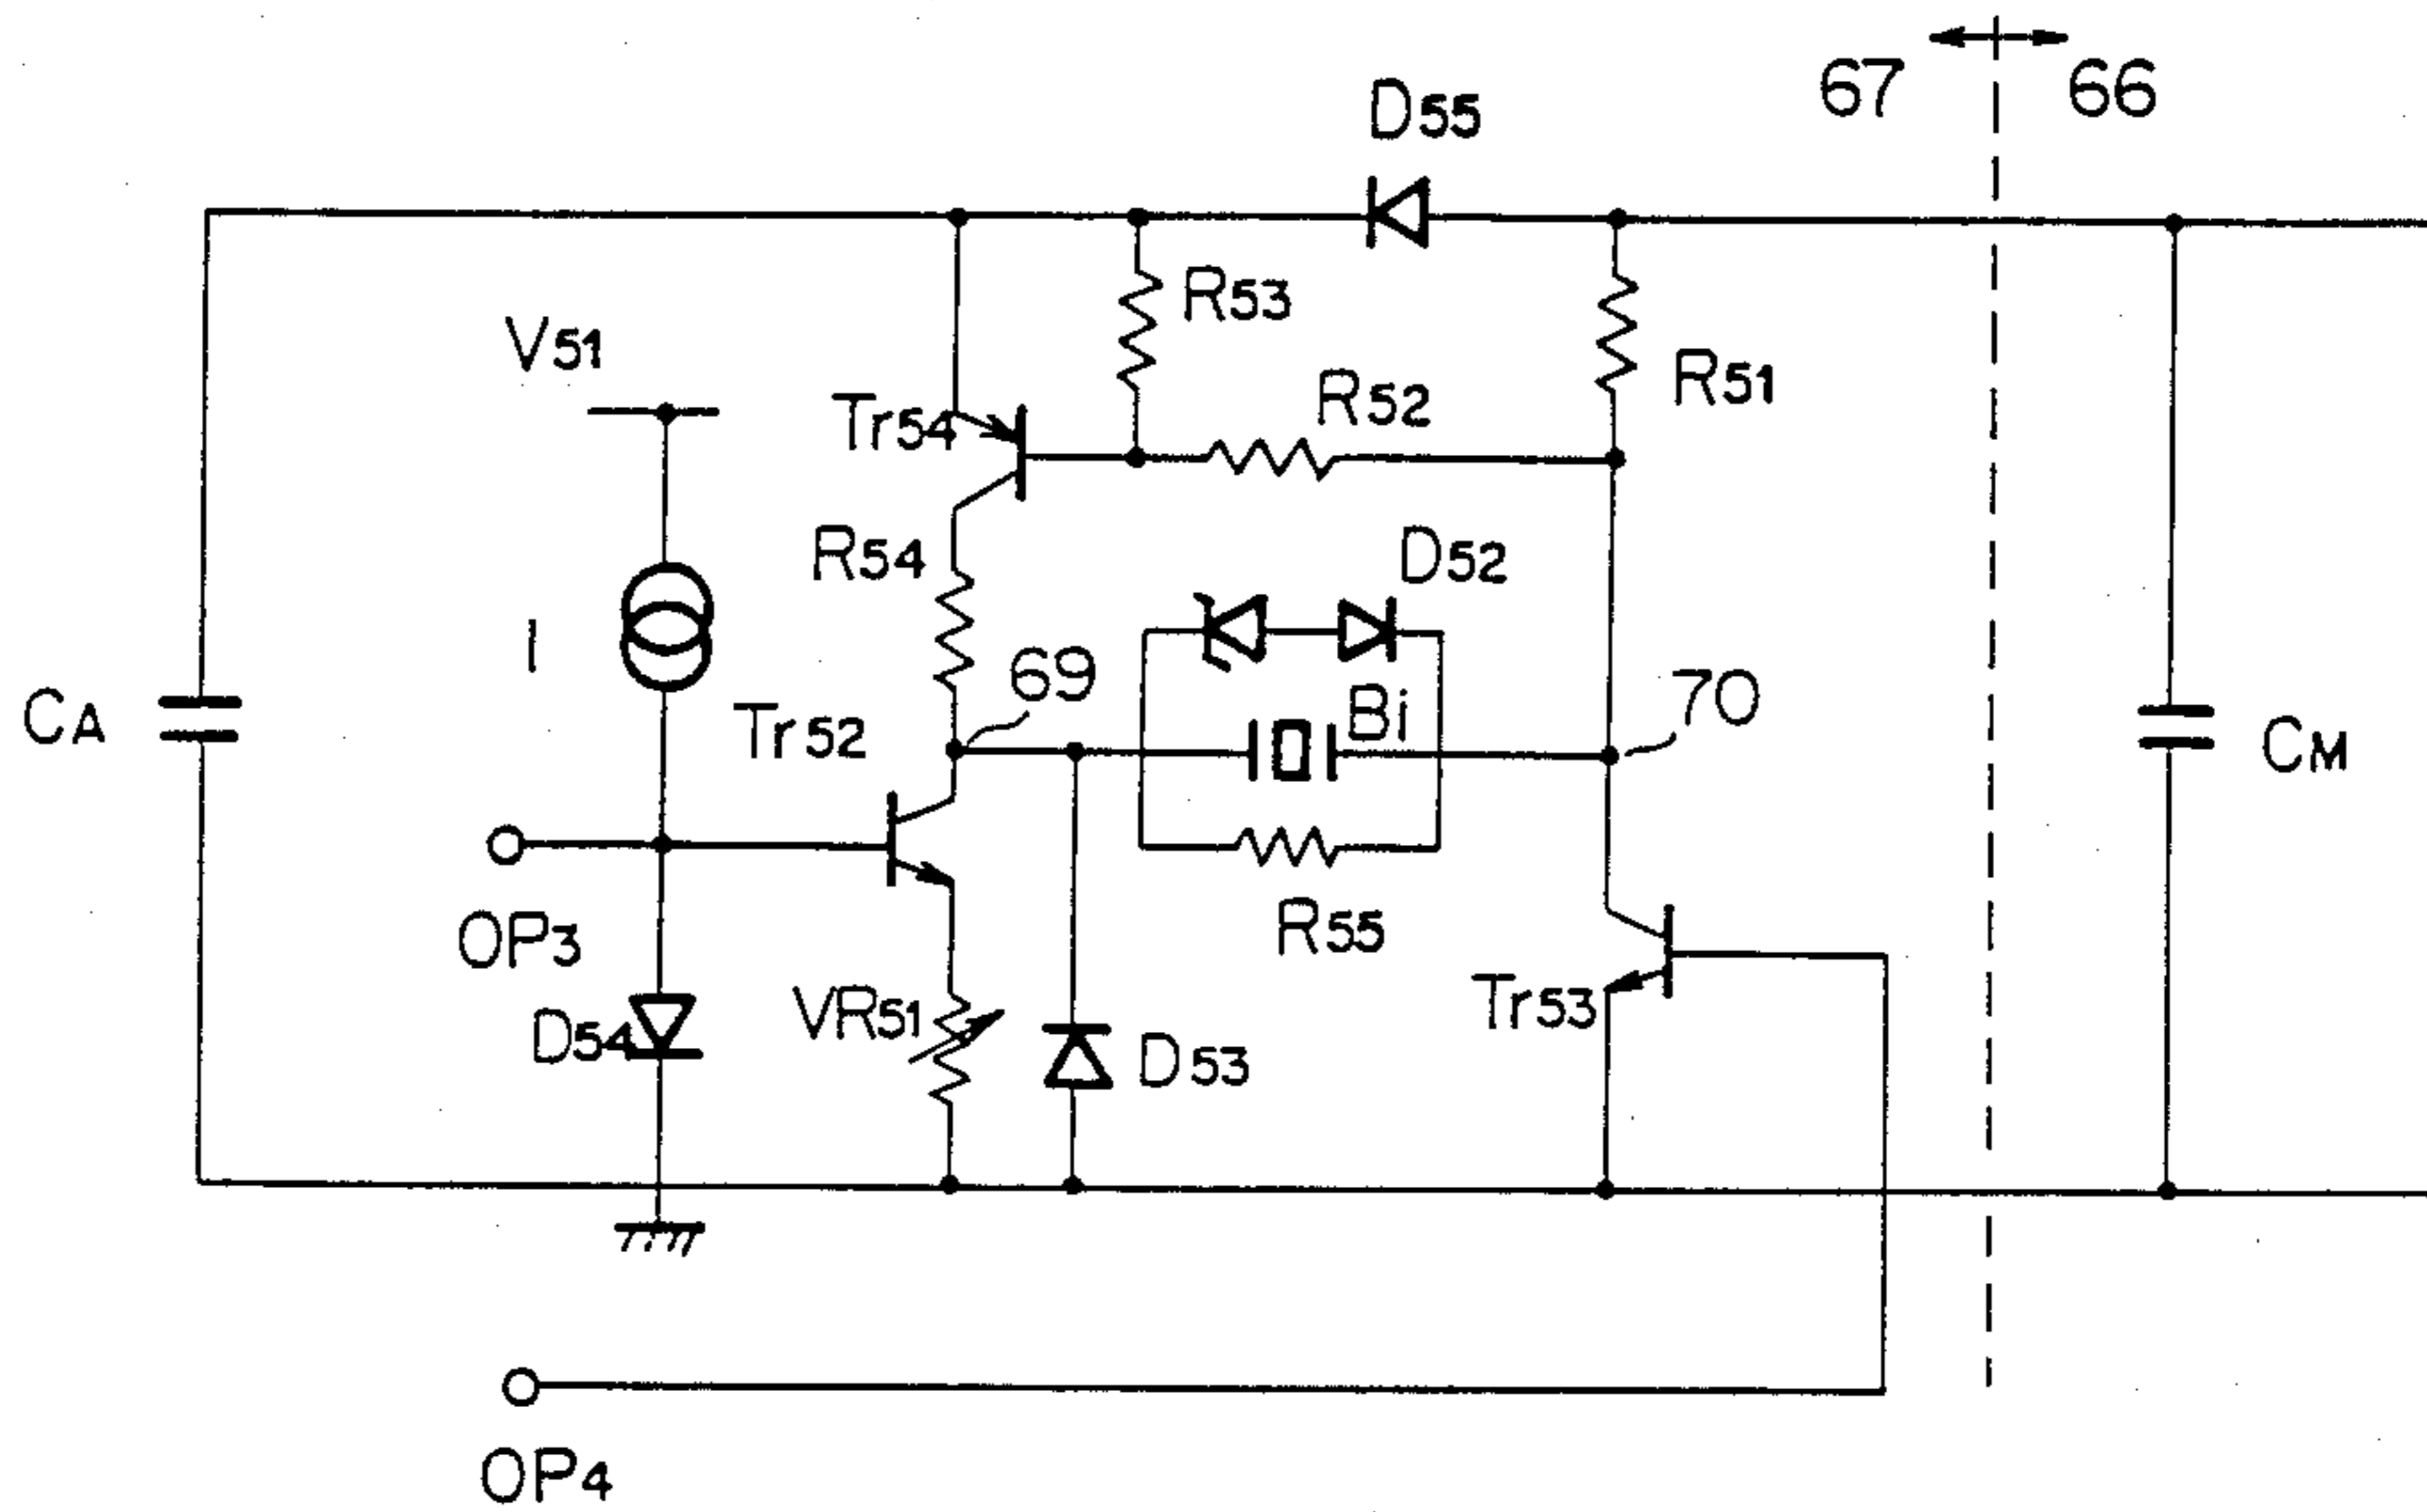 67
66
D55
R53
V51
R51
R52
Tr54
R54
D52
I
69
Bi
70
CA
Tr52
CM
R55
OP3
VR51
Tr53
D54
D53
OP4